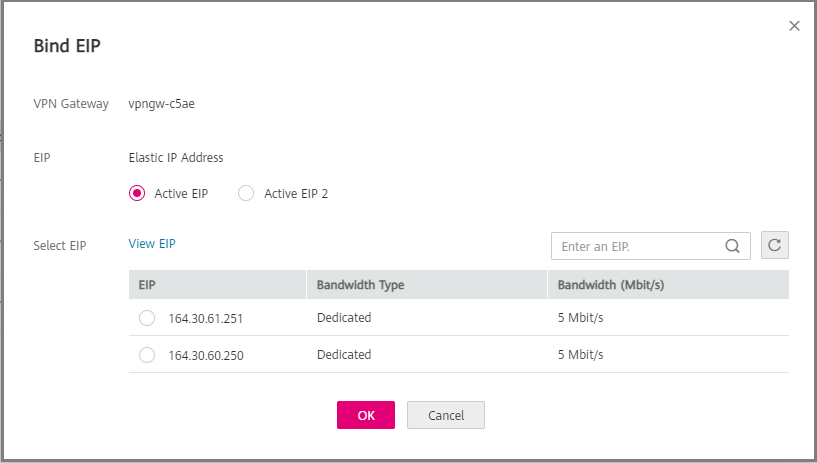 Bind EIP
VPN Gateway vpngw-c5ae
EIP Elastic IP Address
Active EIP Active EIP 2
Select EIP View EIP Enter an EIP.
EIP Bandwidth Type Bandwidth (Mbit/s)
164.30.61.251 Dedicated 5 Mbit/s
164.30.60.250 Dedicated 5 Mbit/s
OK Cancel